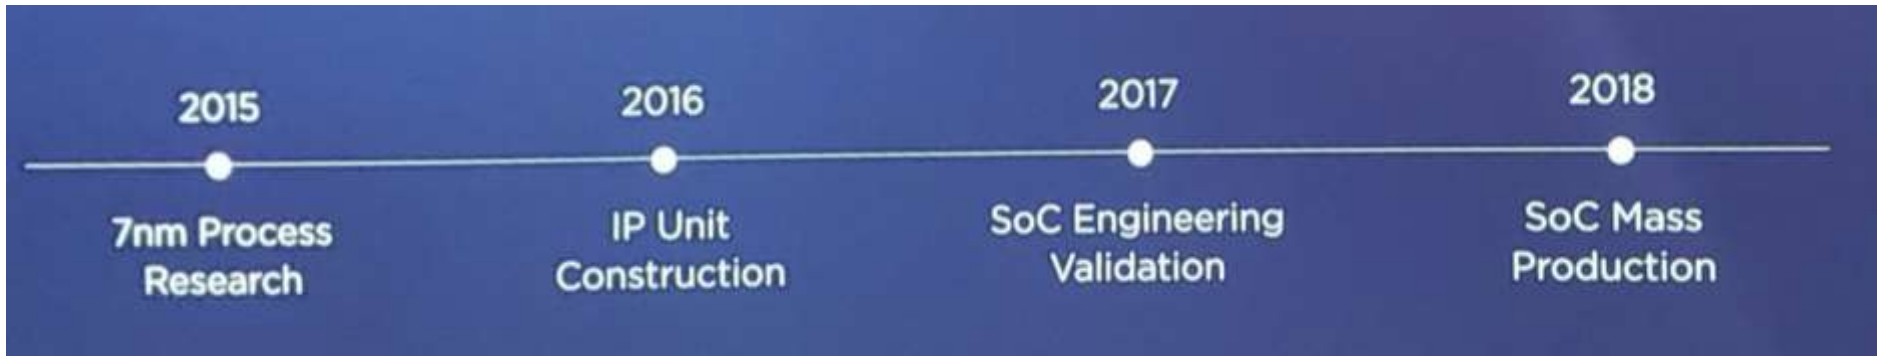 2015
2016
2017
2018
7nm Process
Research
IP Unit
Construction
SoC Engineering
Validation
SoC Mass
Production